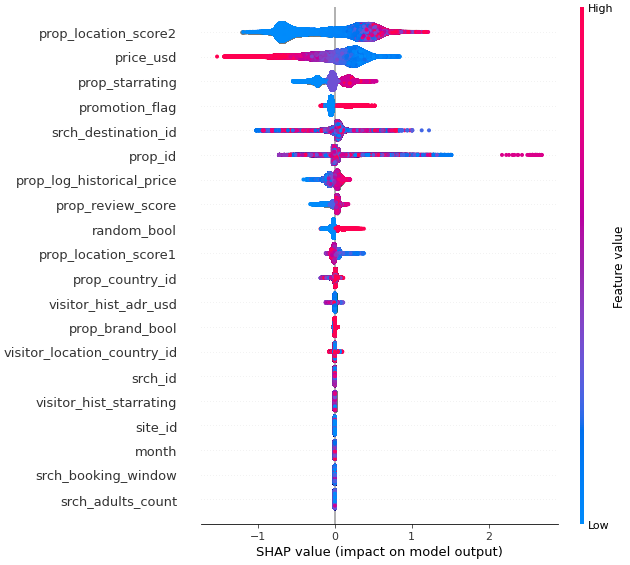 High
prop_location_score2
price_usd
prop_starrating
promotion_flag
srch_destination_id
prop_id
prop_log_historical_price
prop_review_score
random_bool
prop_location_score1
prop_country_id
visitor_hist_adr_usd
prop_brand_bool
visitor_location_country_id
srch_id
visitor_hist_starrating
site_id
month
srch_booking_window
srch_adults_count
Feature value
Low
−1 0 1 2
SHAP value (impact on model output)